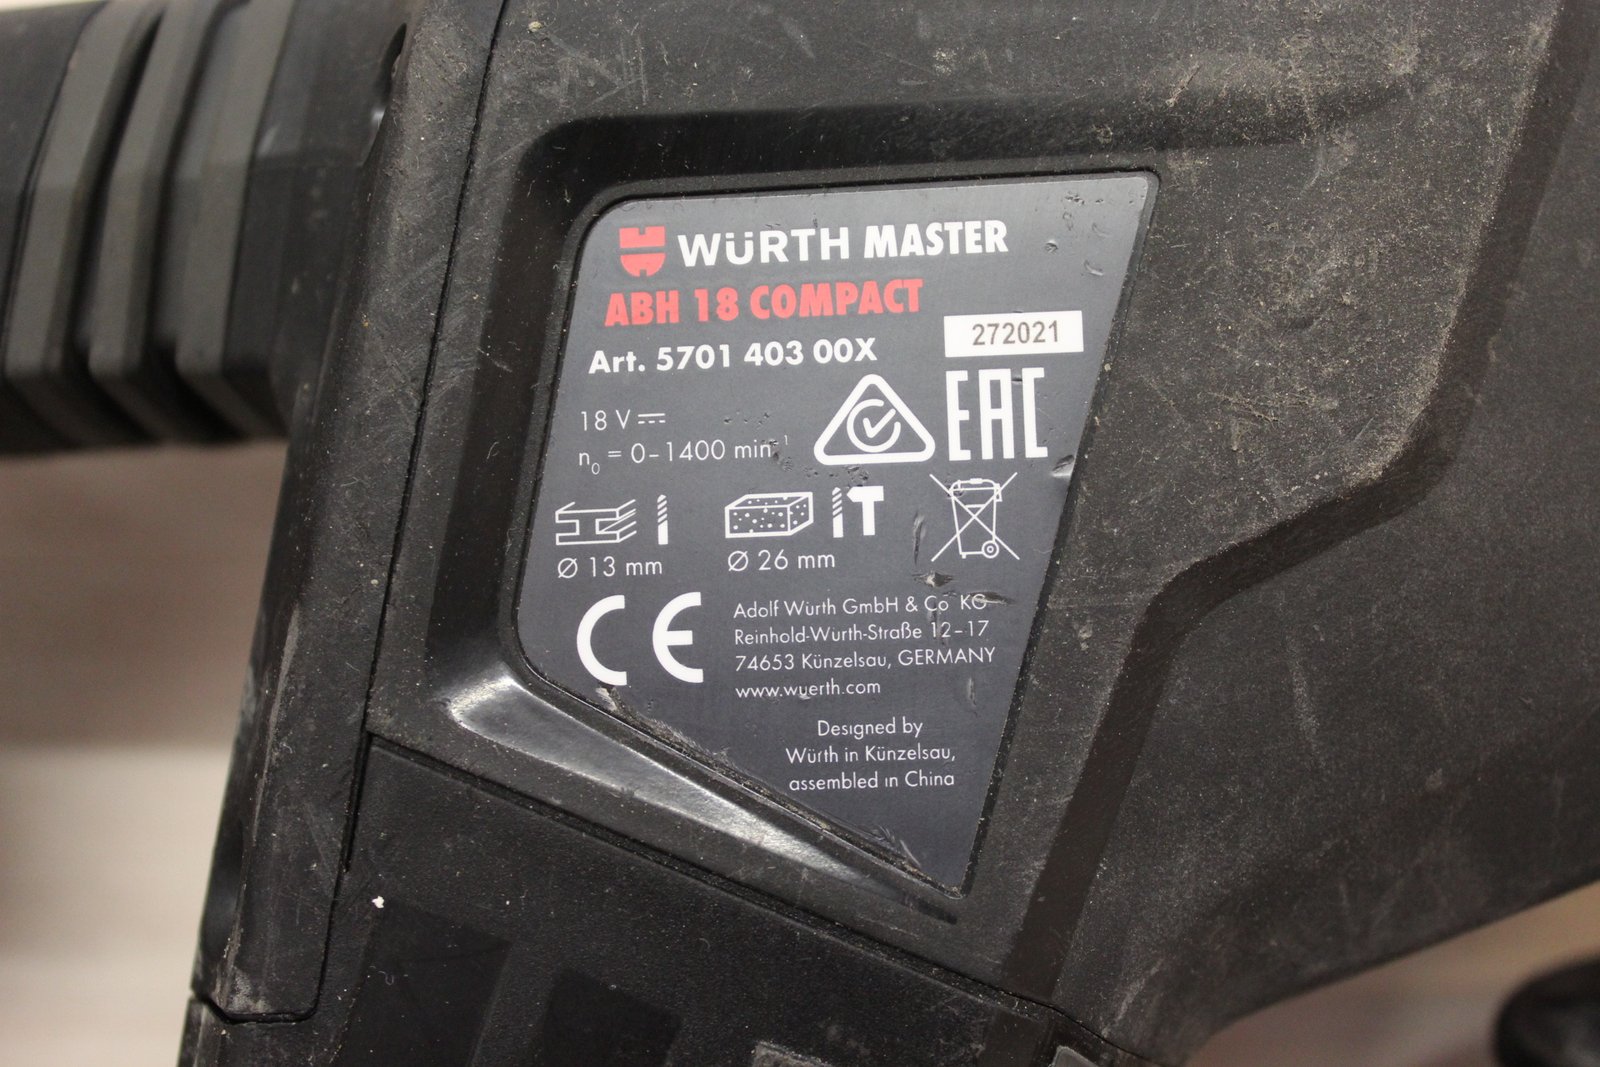 WÜRTH MASTER
ABH 18 COMPACT
272021
Art. 5701 403 00X
EAC
18 V
n₀ = 0–1400 min⁻¹
Ø 13 mm
Ø 26 mm
CE
Adolf Würth GmbH & Co KG
Reinhold-Wurth-Straße 12–17
74653 Künzelsau, GERMANY
www.wuerth.com
Designed by
Würth in Künzelsau,
assembled in China